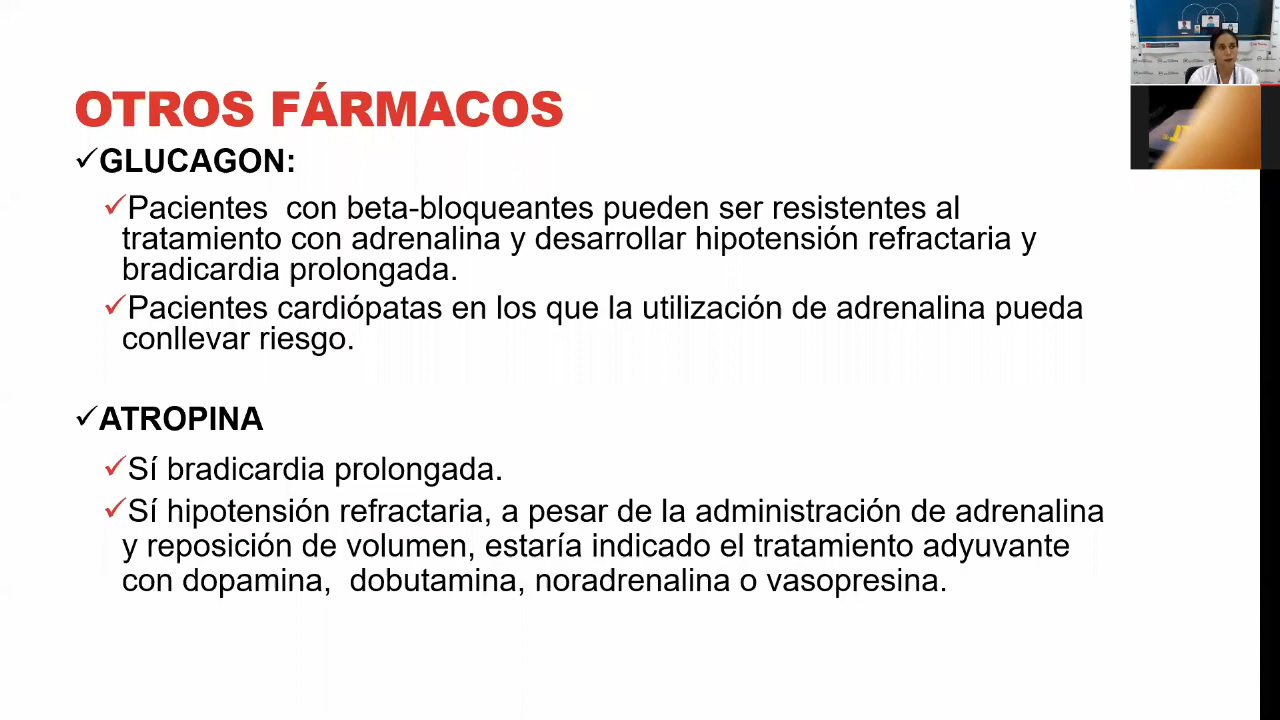 OTROS FÁRMACOS
✓GLUCAGON:
✓Pacientes  con beta-bloqueantes pueden ser resistentes al
tratamiento con adrenalina y desarrollar hipotensión refractaria y
bradicardia prolongada.
✓Pacientes cardiópatas en los que la utilización de adrenalina pueda
conllevar riesgo.
✓ATROPINA
✓Sí bradicardia prolongada.
✓Sí hipotensión refractaria, a pesar de la administración de adrenalina
y reposición de volumen, estaría indicado el tratamiento adyuvante
con dopamina,  dobutamina, noradrenalina o vasopresina.